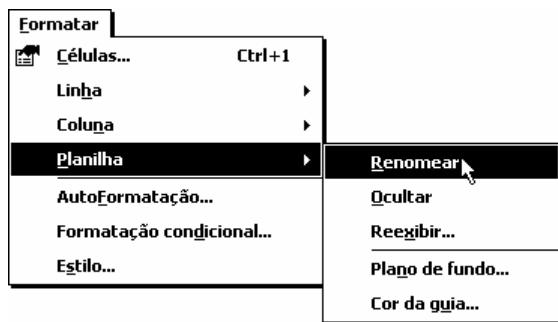 Formatar
Células... Ctrl+1
Linha
Coluna
Planilha
AutoFormatação...
Formatação condicional...
Estilo...
Renomear
Ocultar
Reexibir...
Plano de fundo...
Cor da guia...